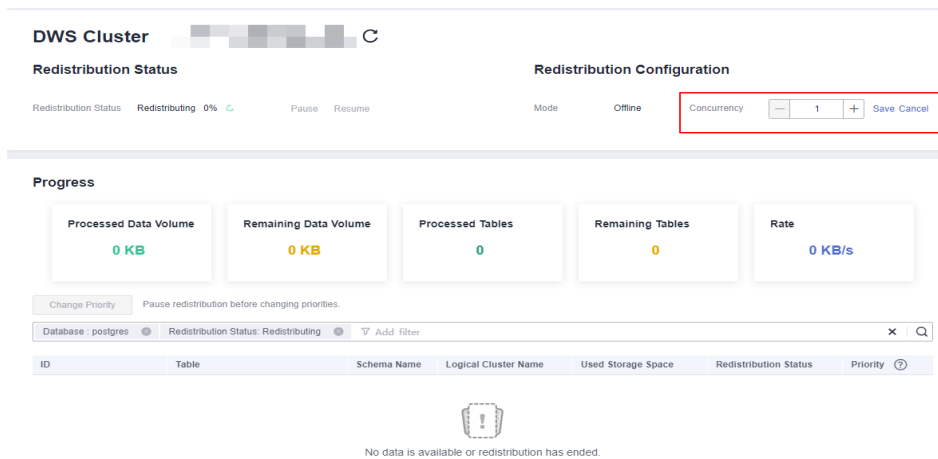 DWS Cluster
Redistribution Status
Redistribution Configuration
Redistribution Status Redistributing 0% Pause Resume
Mode Offline Concurrency — 1 + Save Cancel
Progress
Processed Data Volume
0 KB
Remaining Data Volume
0 KB
Processed Tables
0
Remaining Tables
0
Rate
0 KB/s
Change Priority Pause redistribution before changing priorities.
Database : postgres Redistribution Status: Redistributing Add filter
ID Table Schema Name Logical Cluster Name Used Storage Space Redistribution Status Priority ?
!
No data is available or redistribution has ended.